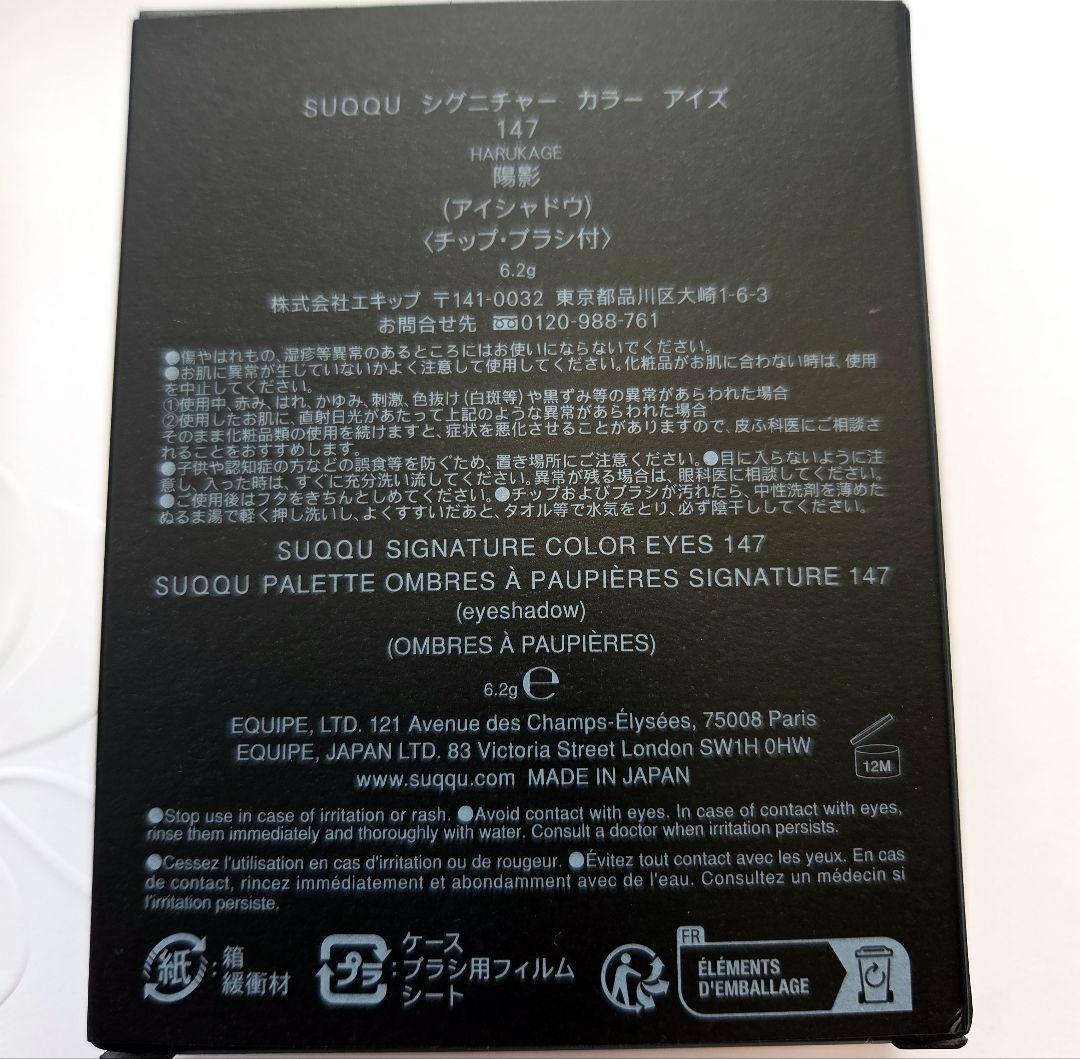 SUQQU シグニチャー カラー アイズ
147
HARUKAGE
陽影
(アイシャドウ)
〈チップ・ブラシ付〉
6.2g
株式会社エキップ 〒141-0032 東京都品川区大崎1-6-3
お問合せ先 0120-988-761
●傷やはれもの、湿疹等異常のあるところにはお使いにならないでください。
●お肌に異常が生じていないかよく注意して使用してください。化粧品がお肌に合わない時は、使用
を中止してください。
①使用中、赤み、はれ、かゆみ、刺激、色抜け(白斑等)や黒ずみ等の異常があらわれた場合
②使用したお肌に、直射日光があたって上記のような異常があらわれた場合
そのまま化粧品類の使用を続けますと、症状を悪化させることがありますので、皮ふ科医にご相談さ
れることをおすすめします。
●子供や認知症の方などの誤食等を防ぐため、置き場所にご注意ください。●目に入らないように注
意し、入った時は、すぐに充分洗い流してください。異常が残る場合は、眼科医に相談してください。
●ご使用後はフタをきちんとしめてください。●チップおよびブラシが汚れたら、中性洗剤を薄めた
ぬるま湯で軽く押し洗いし、よくすすいだあと、タオル等で水気をとり、必ず陰干ししてください。
SUQQU SIGNATURE COLOR EYES 147
SUQQU PALETTE OMBRES À PAUPIÈRES SIGNATURE 147
(eyeshadow)
(OMBRES À PAUPIÈRES)
6.2g ℮
EQUIPE, LTD. 121 Avenue des Champs-Élysées, 75008 Paris
EQUIPE, JAPAN LTD. 83 Victoria Street London SW1H 0HW
www.suqqu.com MADE IN JAPAN
12M
●Stop use in case of irritation or rash. ●Avoid contact with eyes. In case of contact with eyes,
rinse them immediately and thoroughly with water. Consult a doctor when irritation persists.
●Cessez l'utilisation en cas d'irritation ou de rougeur. ●Évitez tout contact avec les yeux. En cas
de contact, rincez immédiatement et abondamment avec de l'eau. Consultez un médecin si
l'irritation persiste.
紙:箱
緩衝材
プラ:ケース
ブラシ用フィルム
シート
FR
ÉLÉMENTS
D'EMBALLAGE